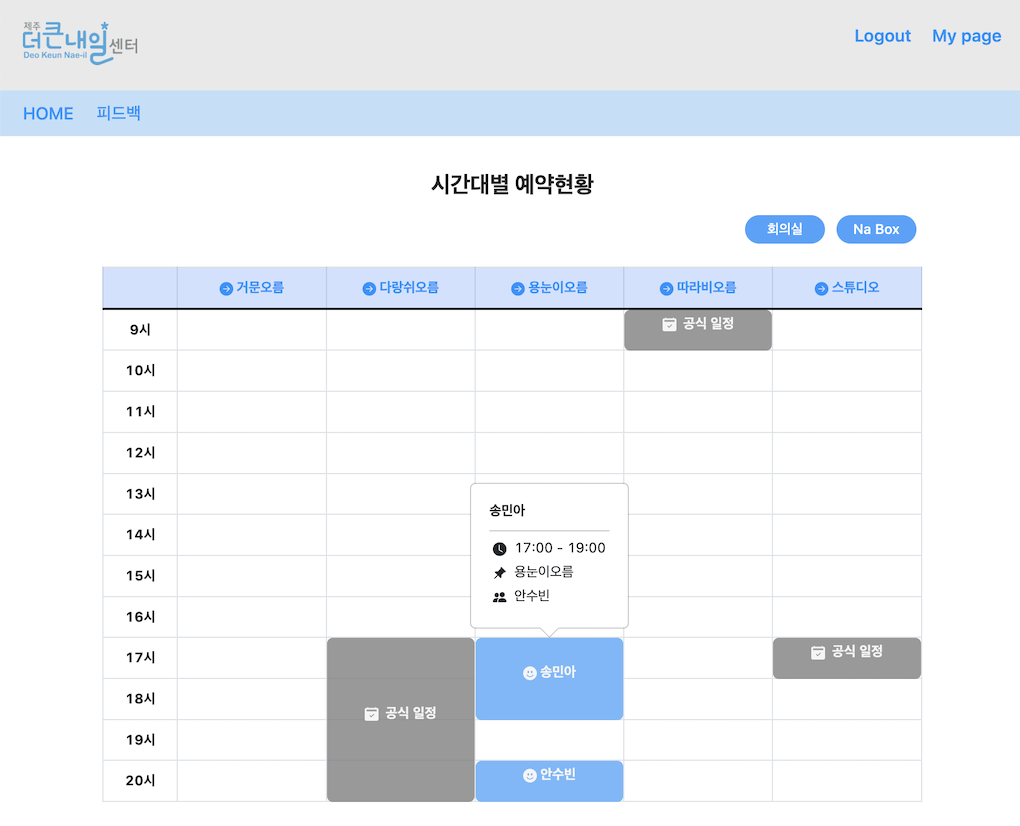 제주
더큰내일센터
Deo Keun Nae-il
Logout My page
HOME 피드백
시간대별 예약현황
회의실 Na Box
거문오름 다랑쉬오름 용눈이오름 따라비오름 스튜디오
9시 공식 일정
10시
11시
12시
13시
송민아
14시
17:00 - 19:00
15시
용눈이오름
안수빈
16시
17시 공식 일정
송민아
18시
공식 일정
19시
20시 안수빈